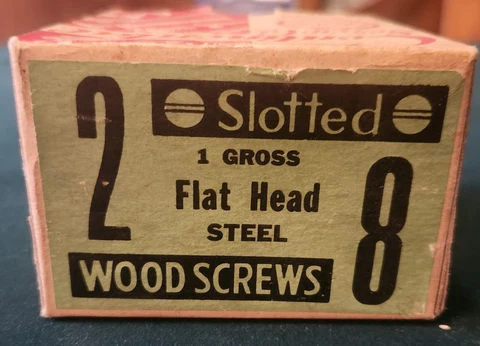 2
Slotted
1 GROSS
Flat Head
STEEL
8
WOOD SCREWS